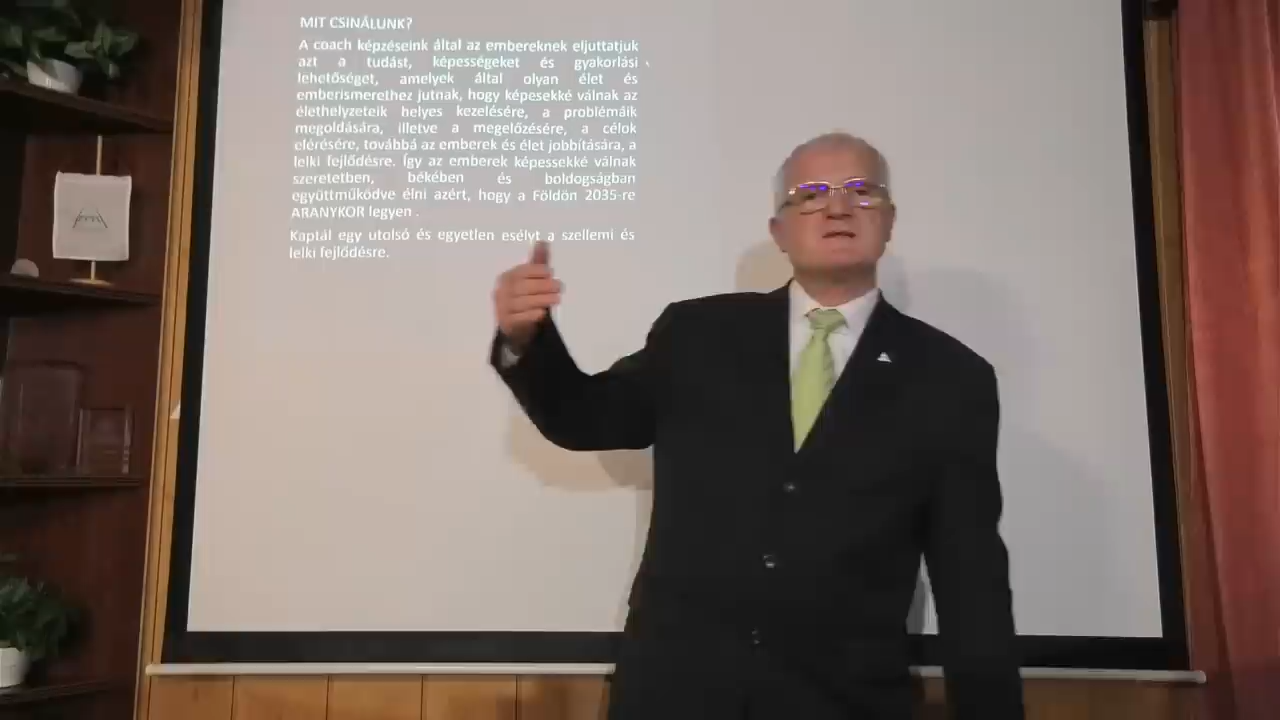 MIT CSINÁLUNK?
A coach képzéseink által az embereknek eljuttatjuk
azt a tudást, képességeket és gyakorlási
lehetőséget, amelyek által olyan élet és
emberismerethez jutnak, hogy képesekké válnak az
élethelyzeteik helyes kezelésére, a problémáik
megoldására, illetve a megelőzésére, a célok
elérésére, továbbá az emberek és élet jobbítására, a
lelki fejlődésre. Így az emberek képessekké válnak
szeretetben, békében és boldogságban
együttműködve élni azért, hogy a Földön 2035-re
ARANYKOR legyen .
Kaptál egy utolsó és egyetlen esélyt a szellemi és
lelki fejlődésre.